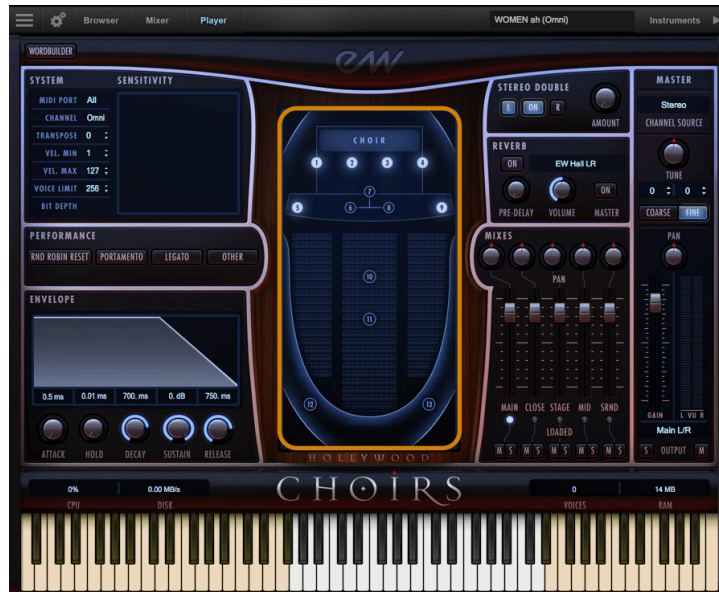 Browser Mixer Player WOMEN ah (Omni) Instruments
WORDBUILDER
EW
SYSTEM SENSITIVITY
MIDI PORT All
CHANNEL Omni
TRANSPOSE 0
VEL. MIN 1
VEL. MAX 127
VOICE LIMIT 256
BIT DEPTH
PERFORMANCE
RND ROBIN RESET PORTAMENTO LEGATO OTHER
ENVELOPE
0.5 ms 0.01 ms 700. ms 0. dB 750. ms
ATTACK HOLD DECAY SUSTAIN RELEASE
CHOIR
1 2 3 4
7
5 6 8 9
10
11
12 13
HOLLYWOOD
CHOIRS
STEREO DOUBLE
L ON R
AMOUNT
REVERB
ON EW Hall LR
ON
PRE-DELAY VOLUME MASTER
MIXES
PAN
MAIN CLOSE STAGE MID SRND
LOADED
M S M S M S M S M S
MASTER
Stereo
CHANNEL SOURCE
TUNE
0 0
COARSE FINE
PAN
GAIN L VU R
Main L/R
S OUTPUT M
0% 0.00 MB/s
CPU DISK
0 14 MB
VOICES RAM